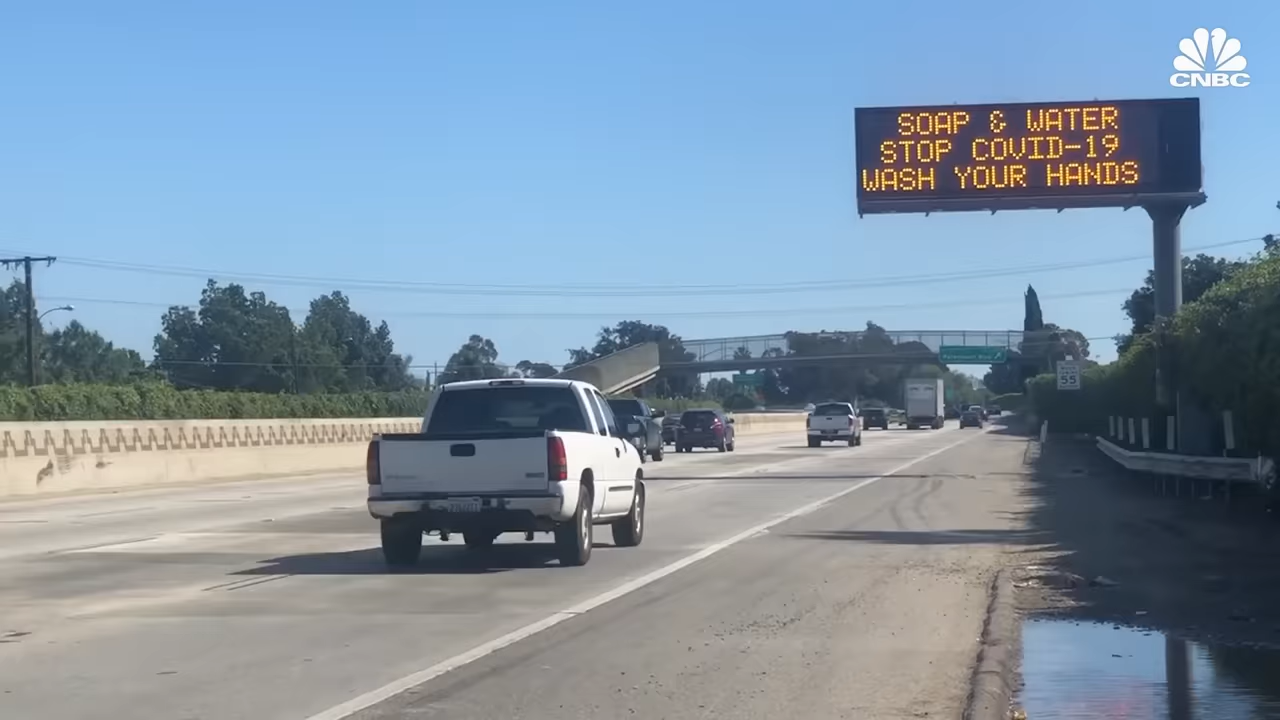 CNBC
SOAP & WATER
STOP COVID-19
WASH YOUR HANDS
55